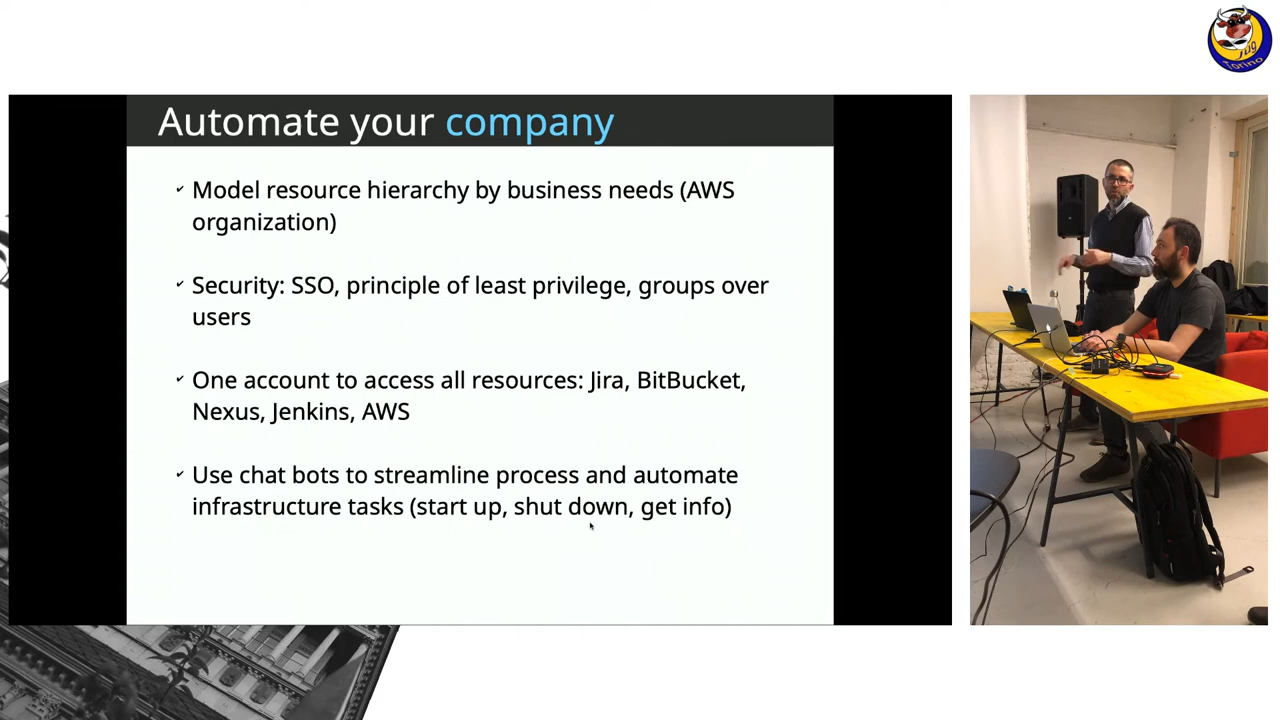 Jug
Torino
Automate your company
Model resource hierarchy by business needs (AWS
organization)
Security: SSO, principle of least privilege, groups over
users
One account to access all resources: Jira, BitBucket,
Nexus, Jenkins, AWS
Use chat bots to streamline process and automate
infrastructure tasks (start up, shut down, get info)